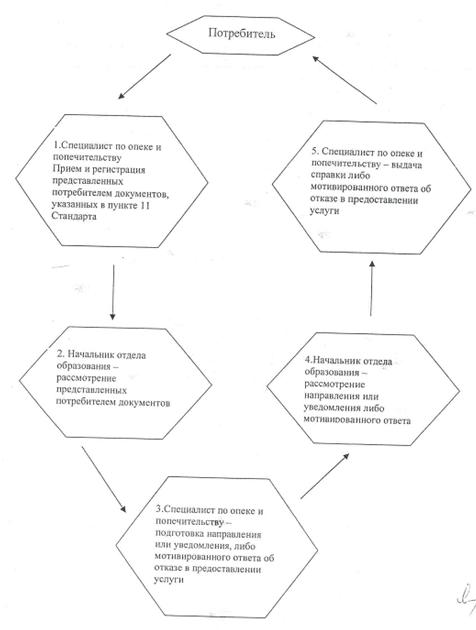 Потребитель
1.Специалист по опеке и
попечительству
Прием и регистрация
представленных
потребителем документов,
указанных в пункте 11
Стандарта
5. Специалист по опеке и
попечительству – выдача
справки либо
мотивированного ответа об
отказе в предоставлении
услуги
2. Начальник отдела
образования –
рассмотрение
представленных
потребителем документов
4.Начальник отдела
образования –
рассмотрение
направления или
уведомления либо
мотивированного ответа
3.Специалист по опеке и
попечительству –
подготовка направления
или уведомления, либо
мотивированного ответа об
отказе в предоставлении
услуги